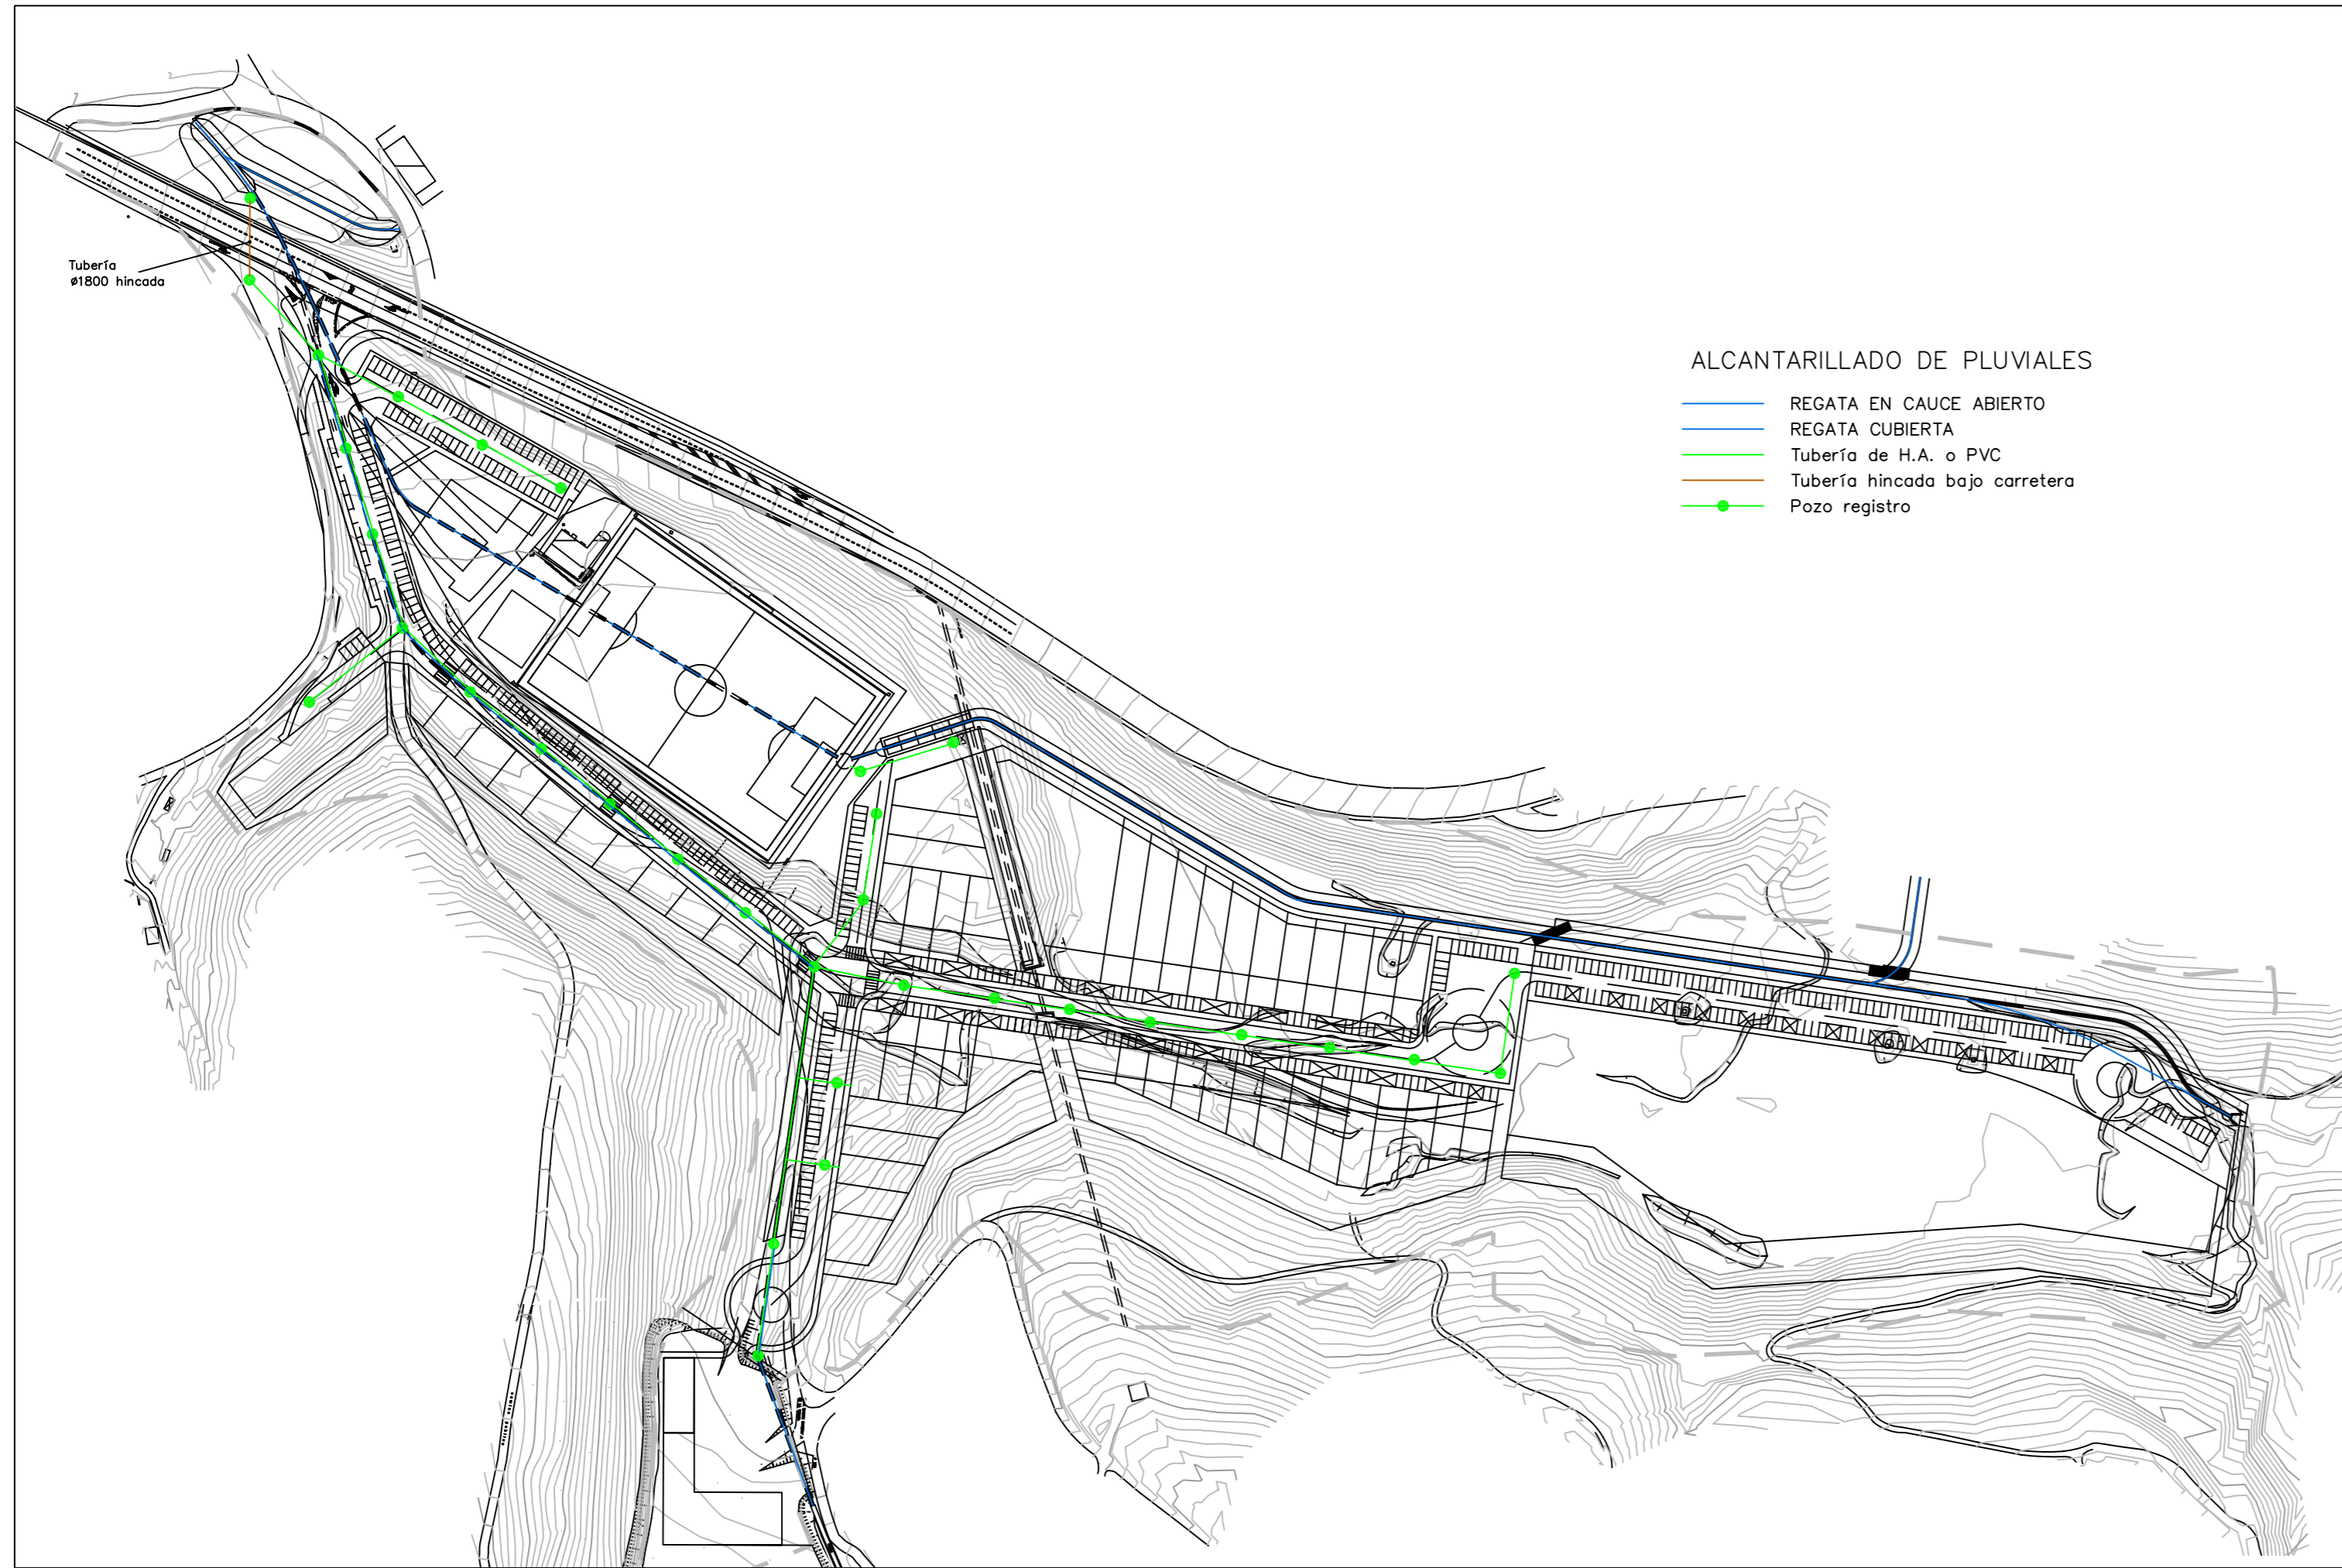 Tubería
ø1800 hincada
ALCANTARILLADO DE PLUVIALES
REGATA EN CAUCE ABIERTO
REGATA CUBIERTA
Tubería de H.A. o PVC
Tubería hincada bajo carretera
Pozo registro